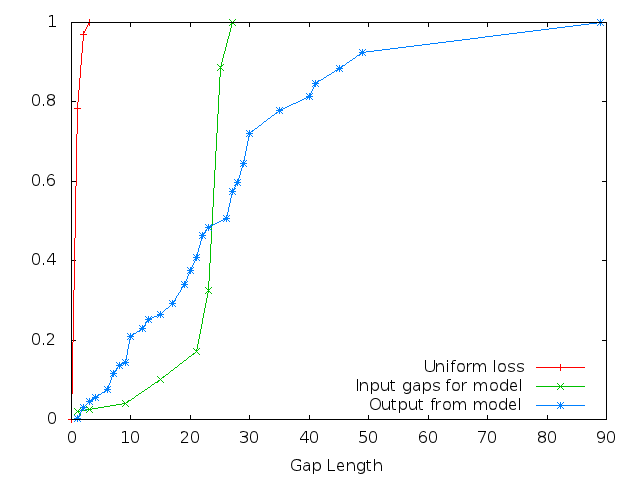 1
0.8
0.6
0.4
0.2
0
Uniform loss
Input gaps for model
Output from model
0 10 20 30 40 50 60 70 80 90
Gap Length